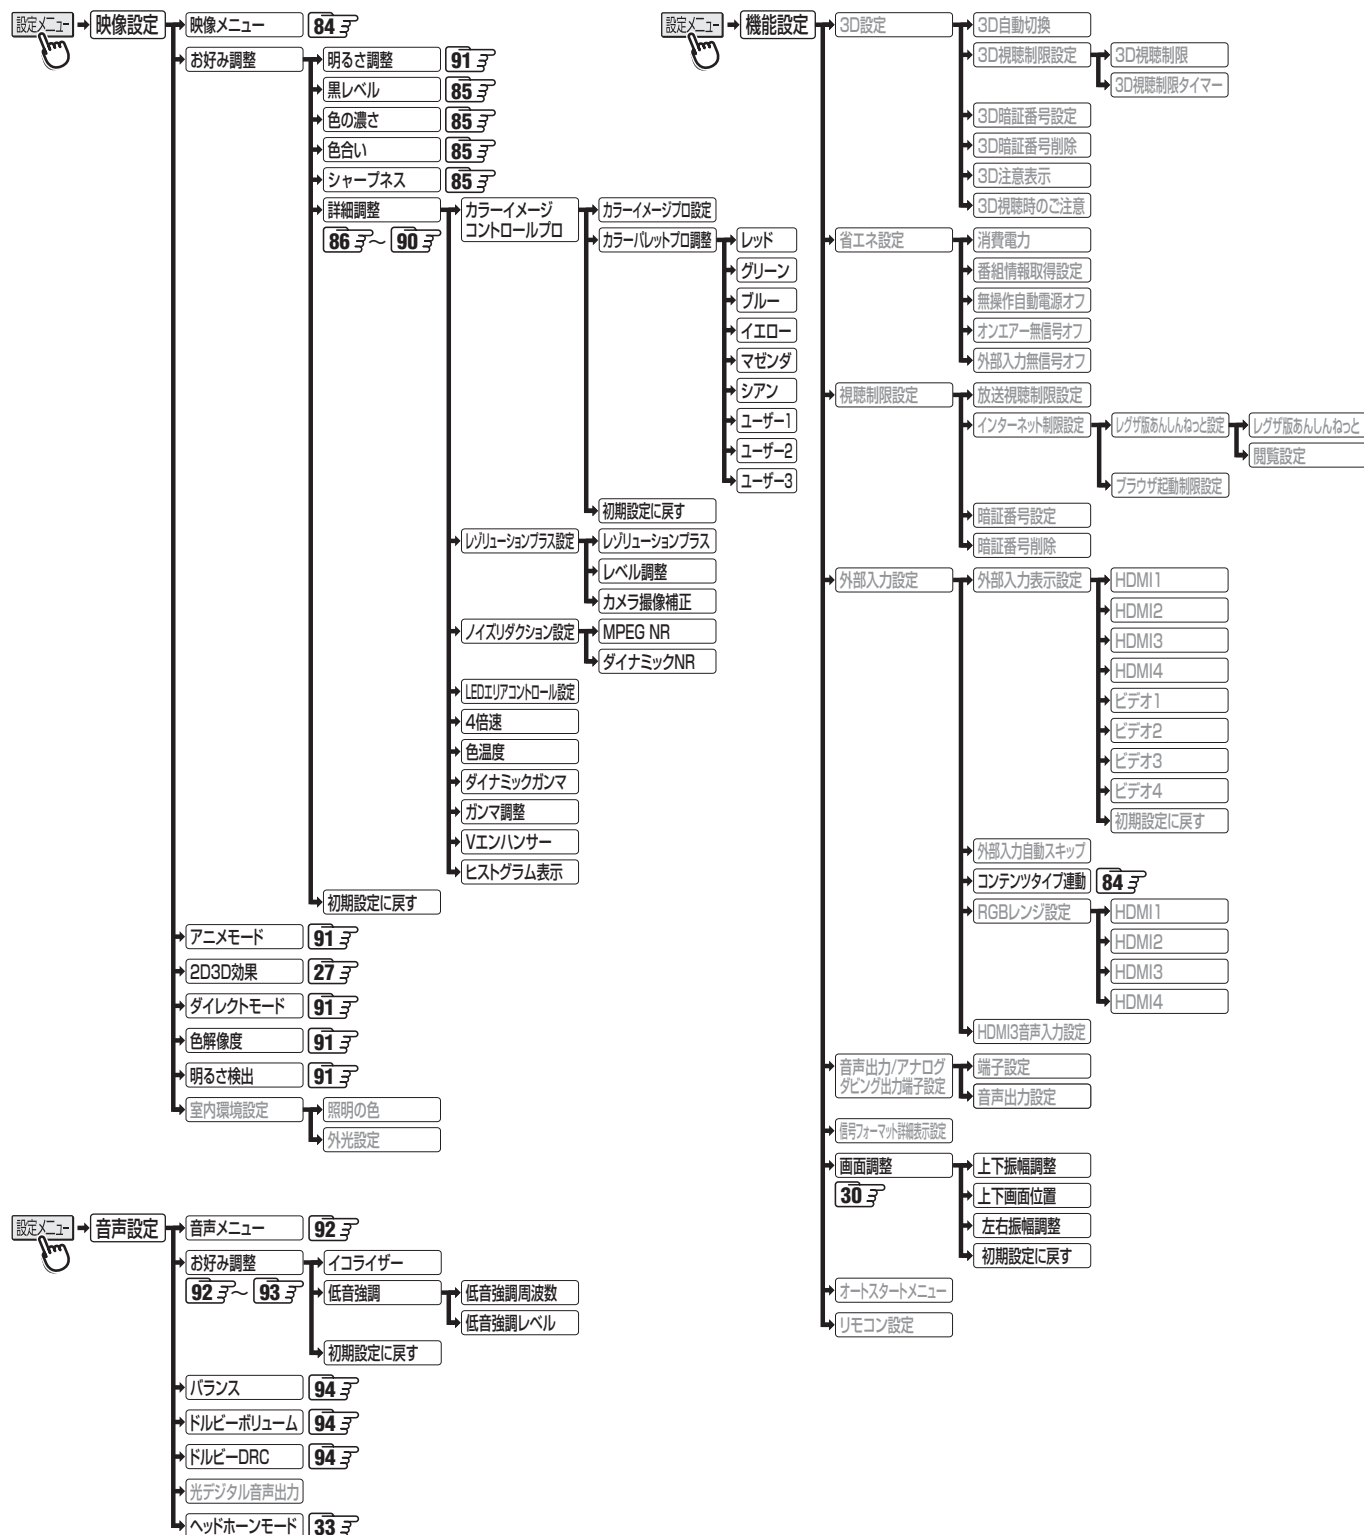 設定メニュー
映像設定
映像メニュー
84
お好み調整
明るさ調整
91
黒レベル
85
色の濃さ
85
色合い
85
シャープネス
85
詳細調整
86 ～ 90
カラーイメージ
コントロールプロ
カラーイメージプロ設定
カラーパレットプロ調整
レッド
グリーン
ブルー
イエロー
マゼンダ
シアン
ユーザー1
ユーザー2
ユーザー3
初期設定に戻す
レゾリューションプラス設定
レゾリューションプラス
レベル調整
カメラ撮像補正
ノイズリダクション設定
MPEG NR
ダイナミックNR
LEDエリアコントロール設定
4倍速
色温度
ダイナミックガンマ
ガンマ調整
Vエンハンサー
ヒストグラム表示
初期設定に戻す
アニメモード
91
2D3D効果
27
ダイレクトモード
91
色解像度
91
明るさ検出
91
室内環境設定
照明の色
外光設定
設定メニュー
音声設定
音声メニュー
92
お好み調整
92 ～ 93
イコライザー
低音強調
低音強調周波数
低音強調レベル
初期設定に戻す
バランス
94
ドルビーボリューム
94
ドルビーDRC
94
光デジタル音声出力
ヘッドホーンモード
33
設定メニュー
機能設定
3D設定
3D自動切換
3D視聴制限設定
3D視聴制限
3D視聴制限タイマー
3D暗証番号設定
3D暗証番号削除
3D注意表示
3D視聴時のご注意
省エネ設定
消費電力
番組情報取得設定
無操作自動電源オフ
オンエアー無信号オフ
外部入力無信号オフ
視聴制限設定
放送視聴制限設定
インターネット制限設定
レグザ版あんしんねっと設定
レグザ版あんしんねっと
閲覧設定
ブラウザ起動制限設定
暗証番号設定
暗証番号削除
外部入力設定
外部入力表示設定
HDMI1
HDMI2
HDMI3
HDMI4
ビデオ1
ビデオ2
ビデオ3
ビデオ4
初期設定に戻す
外部入力自動スキップ
コンテンツタイプ連動
84
RGBレンジ設定
HDMI1
HDMI2
HDMI3
HDMI4
HDMI3音声入力設定
音声出力/アナログ
ダビング出力端子設定
端子設定
音声出力設定
信号フォーマット詳細表示設定
画面調整
30
上下振幅調整
上下画面位置
左右振幅調整
初期設定に戻す
オートスタートメニュー
リモコン設定